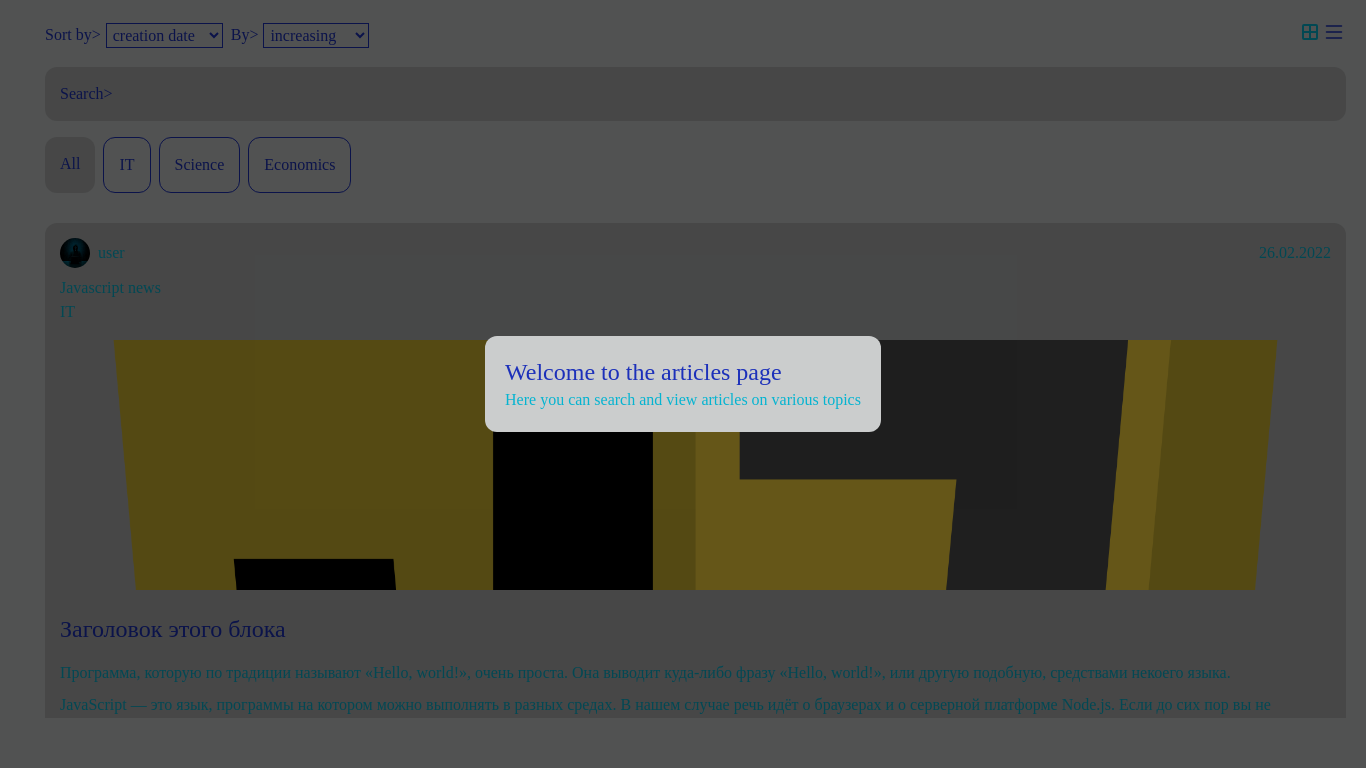 Sort by> creation date By> increasing
Search>
All IT Science Economics
user 26.02.2022
Javascript news
IT
Welcome to the articles page
Here you can search and view articles on various topics
Заголовок этого блока
Программа, которую по традиции называют «Hello, world!», очень проста. Она выводит куда-либо фразу «Hello, world!», или другую подобную, средствами некоего языка.
JavaScript — это язык, программы на котором можно выполнять в разных средах. В нашем случае речь идёт о браузерах и о серверной платформе Node.js. Если до сих пор вы не